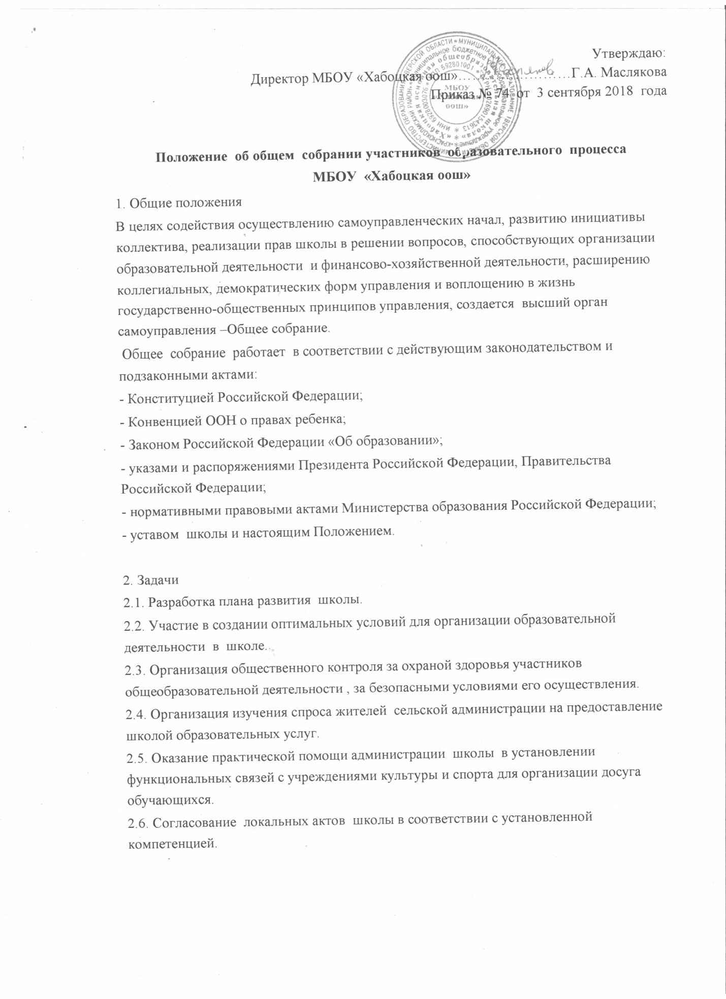 Утверждаю:
Директор МБОУ «Хабоцкая оош»……………………Г.А. Маслякова
Приказ № 74 от 3 сентября 2018 года
МБОУ
«Хабоцкая
оош»
Положение об общем собрании участников образовательного процесса
МБОУ «Хабоцкая оош»
1. Общие положения
В целях содействия осуществлению самоуправленческих начал, развитию инициативы
коллектива, реализации прав школы в решении вопросов, способствующих организации
образовательной деятельности и финансово-хозяйственной деятельности, расширению
коллегиальных, демократических форм управления и воплощению в жизнь
государственно-общественных принципов управления, создается высший орган
самоуправления –Общее собрание.
Общее собрание работает в соответствии с действующим законодательством и
подзаконными актами:
- Конституцией Российской Федерации;
- Конвенцией ООН о правах ребенка;
- Законом Российской Федерации «Об образовании»;
- указами и распоряжениями Президента Российской Федерации, Правительства
Российской Федерации;
- нормативными правовыми актами Министерства образования Российской Федерации;
- уставом школы и настоящим Положением.
2. Задачи
2.1. Разработка плана развития школы.
2.2. Участие в создании оптимальных условий для организации образовательной
деятельности в школе.
2.3. Организация общественного контроля за охраной здоровья участников
общеобразовательной деятельности , за безопасными условиями его осуществления.
2.4. Организация изучения спроса жителей сельской администрации на предоставление
школой образовательных услуг.
2.5. Оказание практической помощи администрации школы в установлении
функциональных связей с учреждениями культуры и спорта для организации досуга
обучающихся.
2.6. Согласование локальных актов школы в соответствии с установленной
компетенцией.